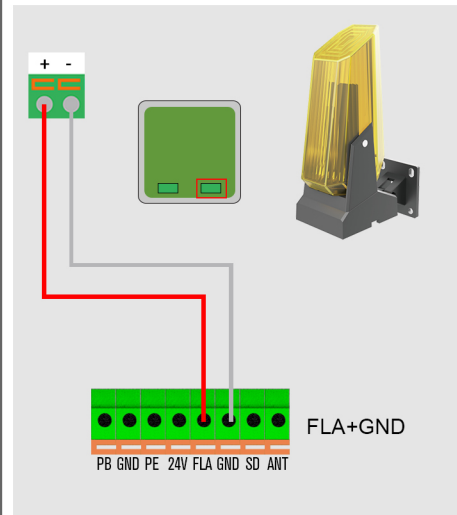 + -
FLA+GND
PB GND PE 24V FLA GND SD ANT